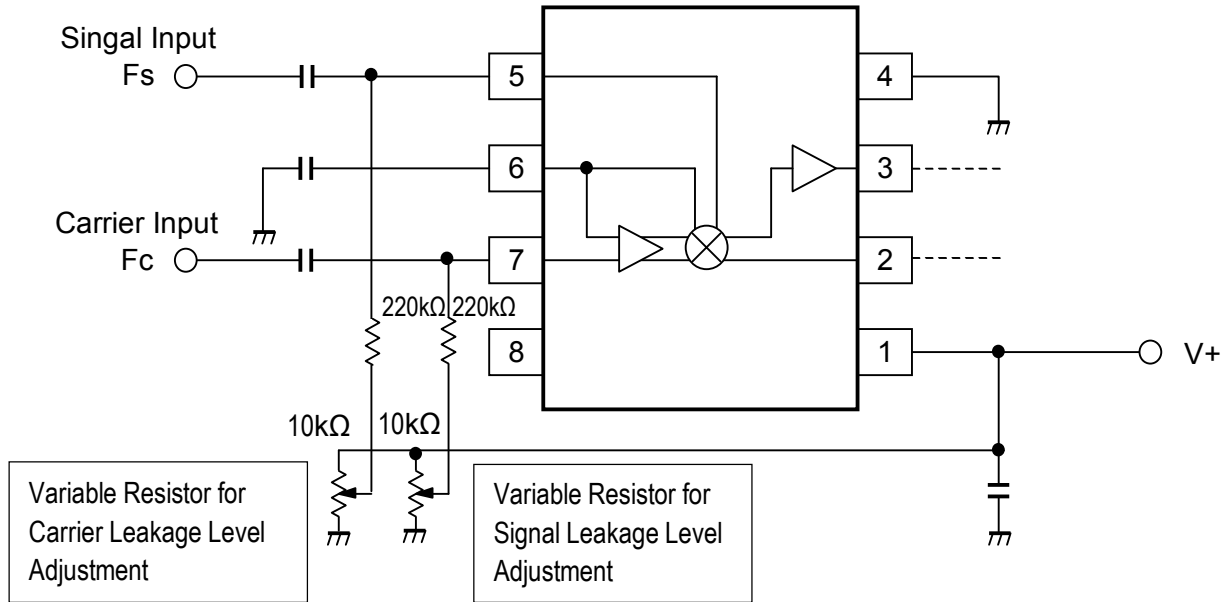 Singal Input
Fs
5
4
6
3
Carrier Input
Fc
7
2
220kΩ 220kΩ
8
1
V+
10kΩ 10kΩ
Variable Resistor for
Carrier Leakage Level
Adjustment
Variable Resistor for
Signal Leakage Level
Adjustment